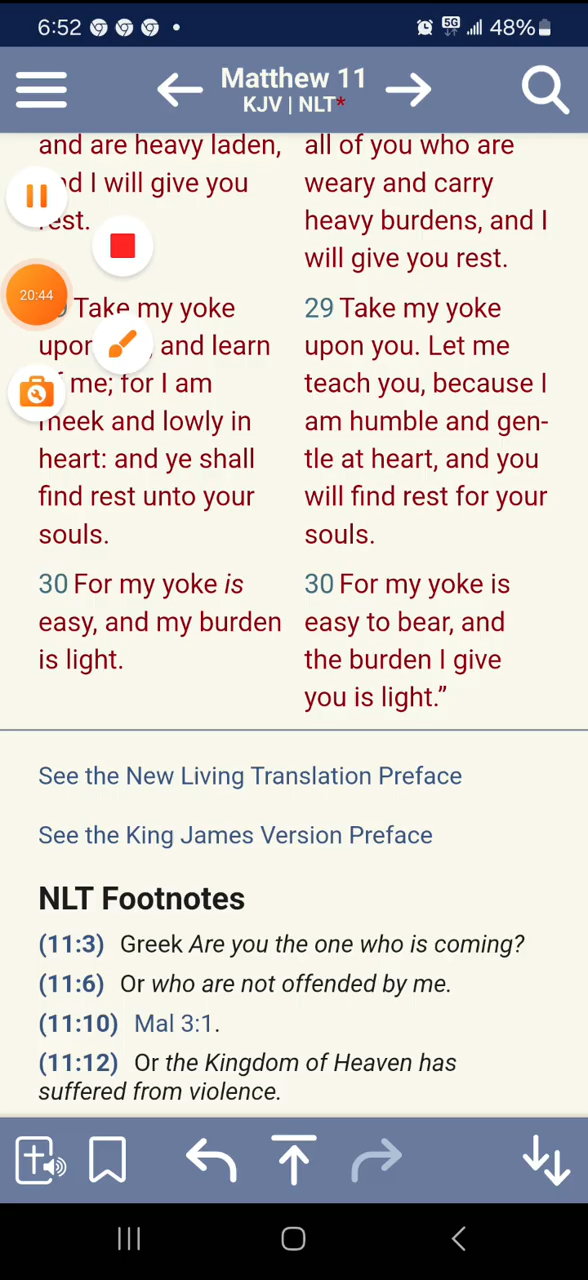 6:52 5G 48%
Matthew 11
KJV | NLT*
and are heavy laden,
I will give you
Take my yoke
and learn
me; for I am
meek and lowly in
heart: and ye shall
find rest unto your
souls.
30 For my yoke is
easy, and my burden
is light.
all of you who are
weary and carry
heavy burdens, and I
will give you rest.
29 Take my yoke
upon you. Let me
teach you, because I
am humble and gen-
tle at heart, and you
will find rest for your
souls.
30 For my yoke is
easy to bear, and
the burden I give
you is light.”
20:44
See the New Living Translation Preface
See the King James Version Preface
NLT Footnotes
(11:3) Greek Are you the one who is coming?
(11:6) Or who are not offended by me.
(11:10) Mal 3:1.
(11:12) Or the Kingdom of Heaven has
suffered from violence.